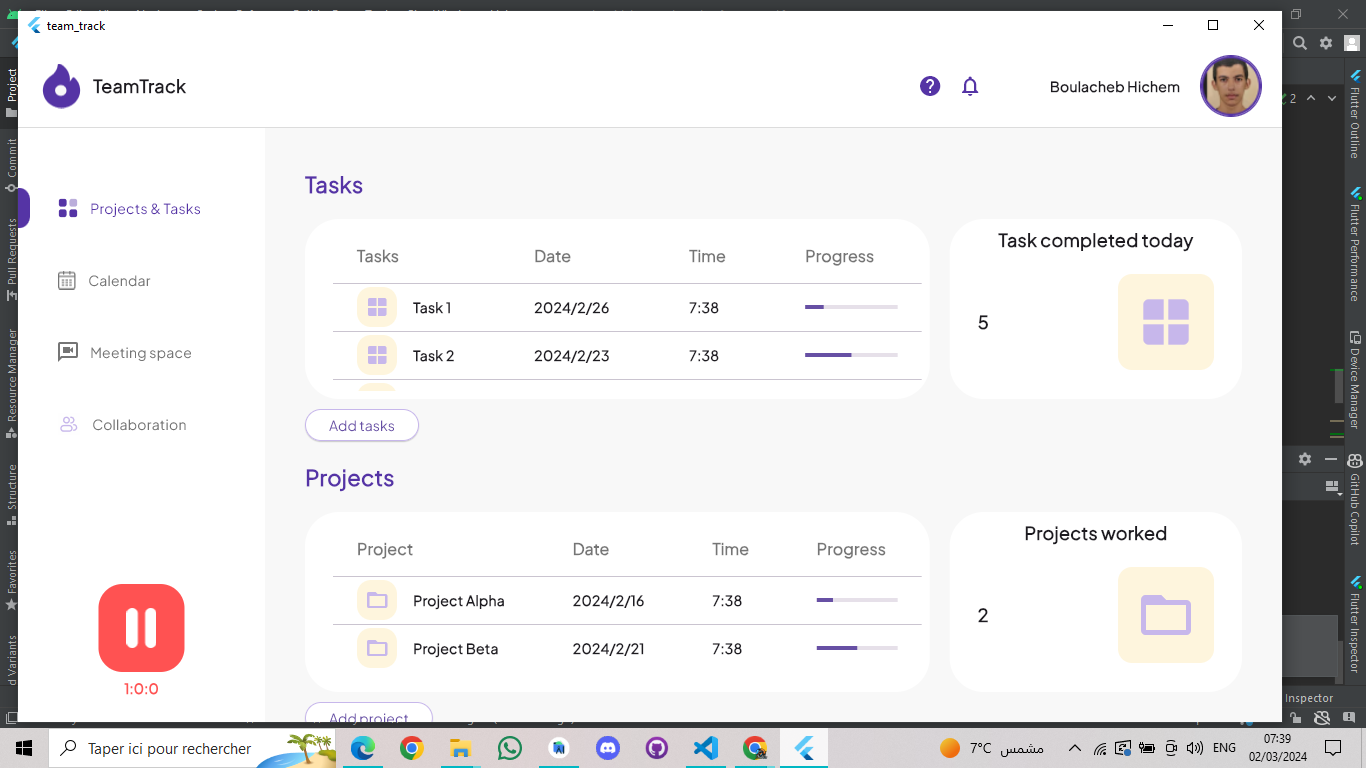 team_track
TeamTrack
Boulacheb Hichem
Projects & Tasks
Calendar
Meeting space
Collaboration
1:0:0
Tasks
Tasks Date Time Progress
Task 1 2024/2/26 7:38
Task 2 2024/2/23 7:38
Add tasks
Task completed today
5
Projects
Project Date Time Progress
Project Alpha 2024/2/16 7:38
Project Beta 2024/2/21 7:38
Add project
Projects worked
2
Project
Commit
Pull Requests
Resource Manager
Structure
Favorites
d Variants
2
Flutter Outline
Flutter Performance
Device Manager
GitHub Copilot
Flutter Inspector
Inspector
Taper ici pour rechercher
7°C مشمس
ENG
07:39
02/03/2024